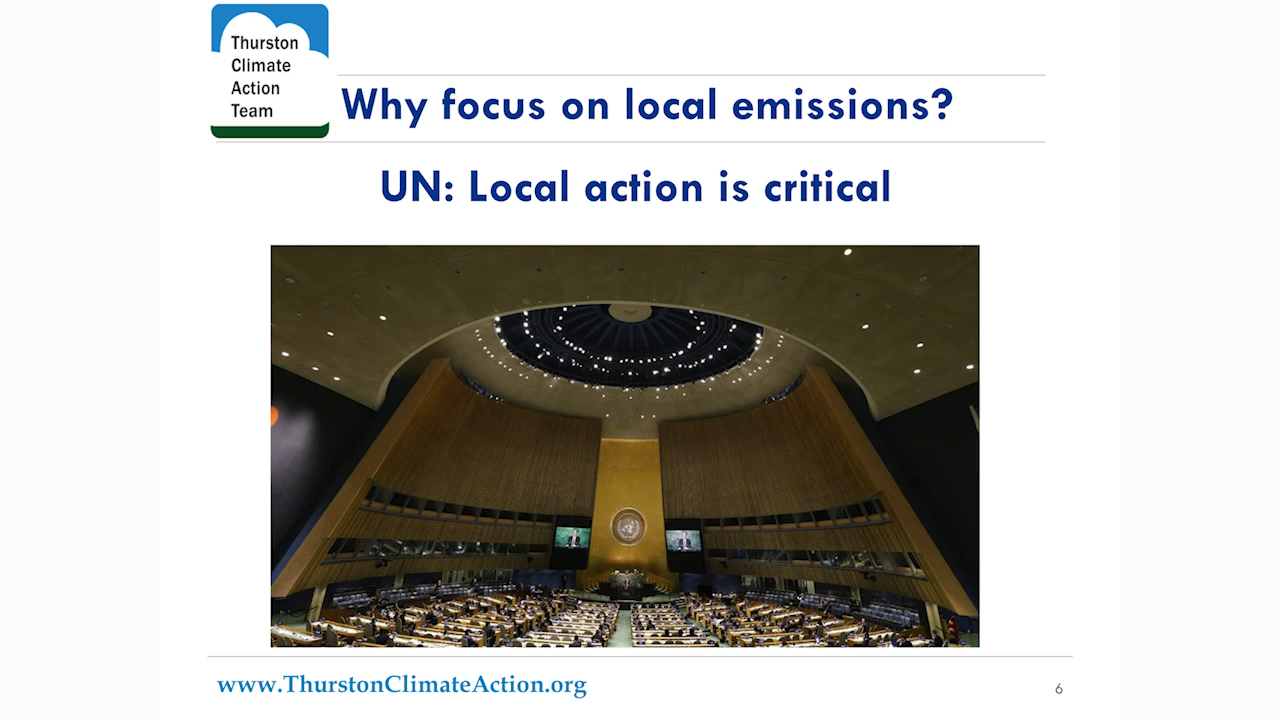 Thurston
Climate
Action
Team
Why focus on local emissions?
UN: Local action is critical
www.ThurstonClimateAction.org
6